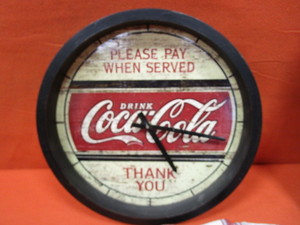 PLEASE PAY
WHEN SERVED
DRINK
Coca-Cola
THANK
YOU